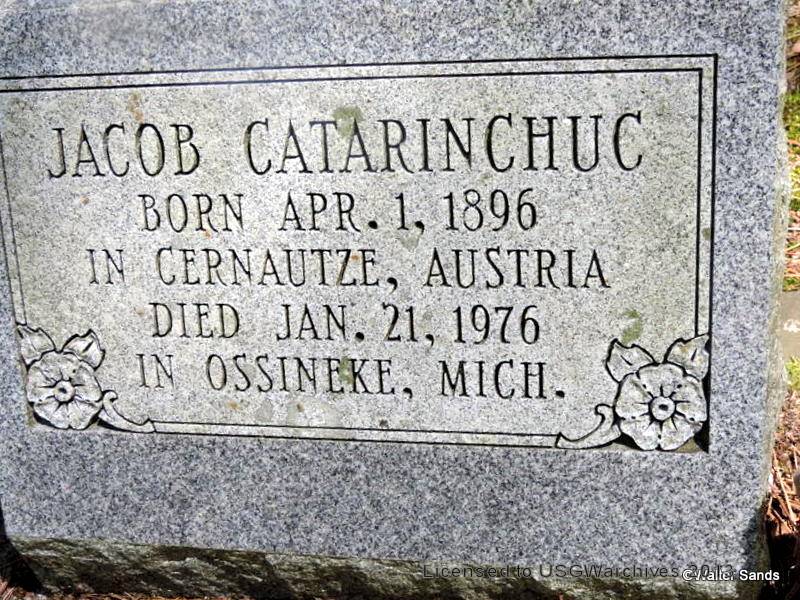 JACOB CATARINCHUC
BORN APR. 1, 1896
IN CERNAUTZE, AUSTRIA
DIED JAN. 21, 1976
IN OSSINEKE, MICH.
Licensed to USGWarchives
Sands